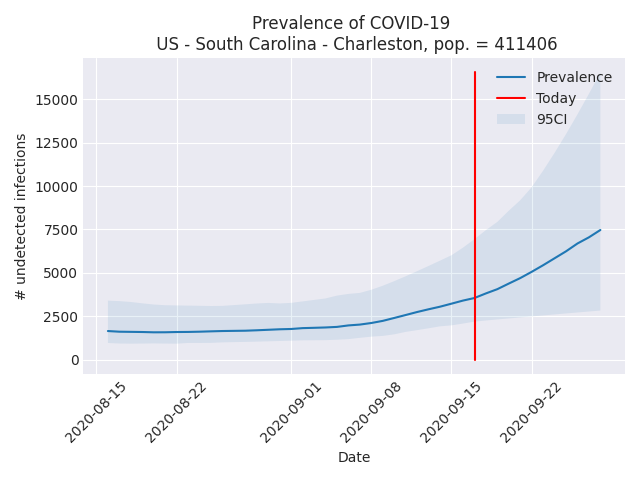 Prevalence of COVID-19
US - South Carolina - Charleston, pop. = 411406
Prevalence
Today
95CI
15000
12500
10000
7500
5000
2500
0
# undetected infections
2020-08-15
2020-08-22
2020-09-01
2020-09-08
2020-09-15
2020-09-22
Date